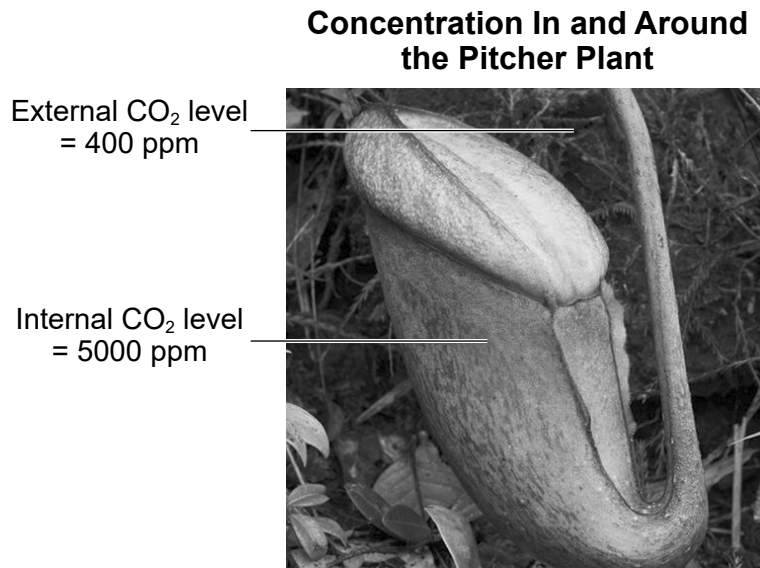 Concentration In and Around
the Pitcher Plant
External CO₂ level
= 400 ppm
Internal CO₂ level
= 5000 ppm